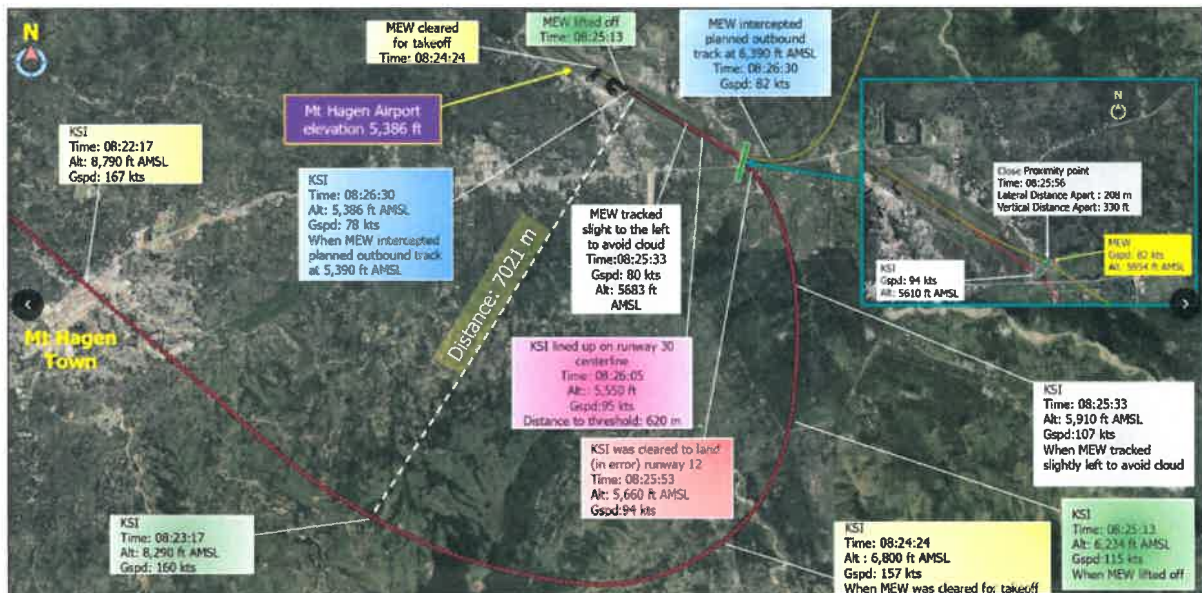 N
MEW cleared
for takeoff
Time: 08:24:24
MEW lifted off
Time: 08:25:13
MEW intercepted
planned outbound
track at 6,390 ft AMSL
Time: 08:26:30
Gspd: 82 kts
Mt Hagen Airport
elevation 5,386 ft
KSI
Time: 08:22:17
Alt: 8,790 ft AMSL
Gspd: 167 kts
KSI
Time: 08:26:30
Alt: 5,386 ft AMSL
Gspd: 78 kts
When MEW intercepted
planned outbound track
at 5,390 ft AMSL
Distance: 7021 m
MEW tracked
slight to the left
to avoid cloud
Time:08:25:33
Gspd: 80 kts
Alt: 5683 ft
AMSL
N
Close Proximity point
Time: 08:25:56
Lateral Distance Apart : 208 m
Vertical Distance Apart: 330 ft
MEW
Gspd: 82 kts
KSI
Gspd: 94 kts
Alt: 5610 ft AMSL
Mt Hagen
Town
KSI lined up on runway 30
centerline
Time: 08:26:05
Alt: 5,550 ft
Gspd:95 kts
Distance to threshold: 620 m
KSI was cleared to land
(in error) runway 12
Time: 08:25:53
Alt: 5,660 ft AMSL
Gspd:94 kts
KSI
Time: 08:25:33
Alt: 5,910 ft AMSL
Gspd:107 kts
When MEW tracked
slightly left to avoid cloud
KSI
Time: 08:23:17
Alt: 8,290 ft AMSL
Gspd: 160 kts
KSI
Time: 08:24:24
Alt : 6,800 ft AMSL
Gspd: 157 kts
When MEW was cleared for takeoff
KSI
Time: 08:25:13
Alt: 6,234 ft AMSL
Gspd:115 kts
When MEW lifted off